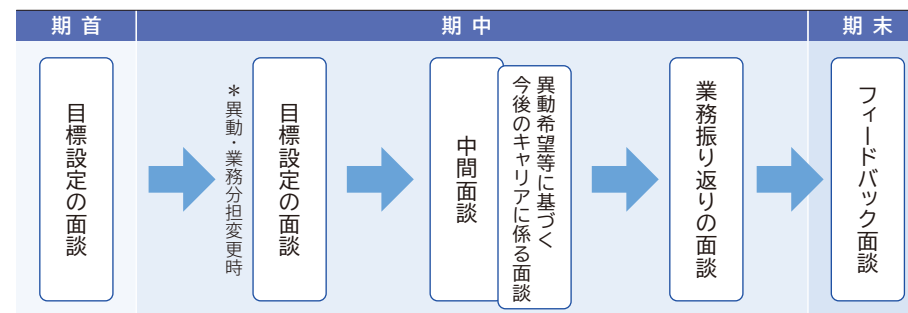 期首
期中
期末
目標設定の面談
＊異動・業務分担変更時
目標設定の面談
中間面談
異動希望等に基づく
今後のキャリアに係る面談
業務振り返りの面談
フィードバック面談